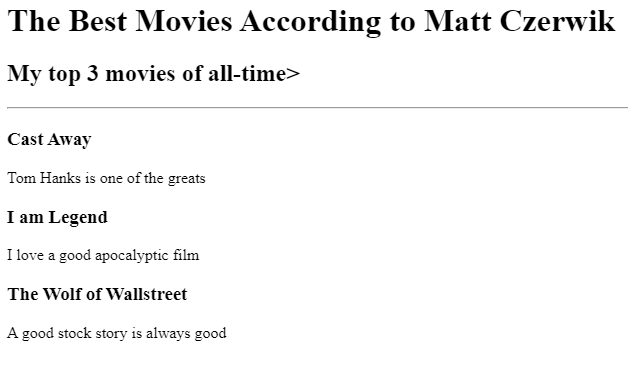 The Best Movies According to Matt Czerwik
My top 3 movies of all-time>
Cast Away
Tom Hanks is one of the greats
I am Legend
I love a good apocalyptic film
The Wolf of Wallstreet
A good stock story is always good